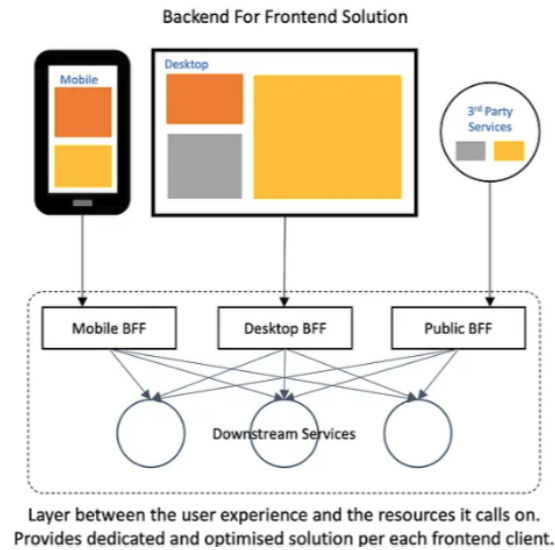 Backend For Frontend Solution
Mobile
Desktop
3rd Party
Services
Mobile BFF
Desktop BFF
Public BFF
Downstream Services
Layer between the user experience and the resources it calls on.
Provides dedicated and optimised solution per each frontend client.